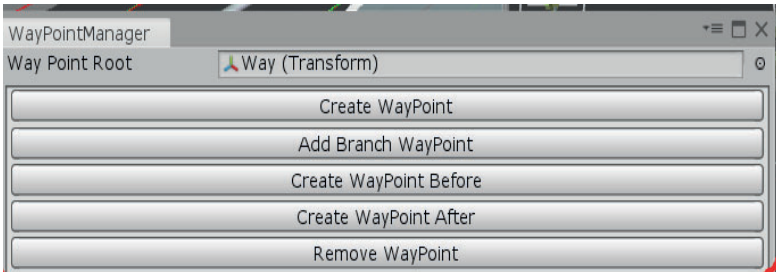 WayPointManager
Way Point Root Way (Transform)
Create WayPoint
Add Branch WayPoint
Create WayPoint Before
Create WayPoint After
Remove WayPoint